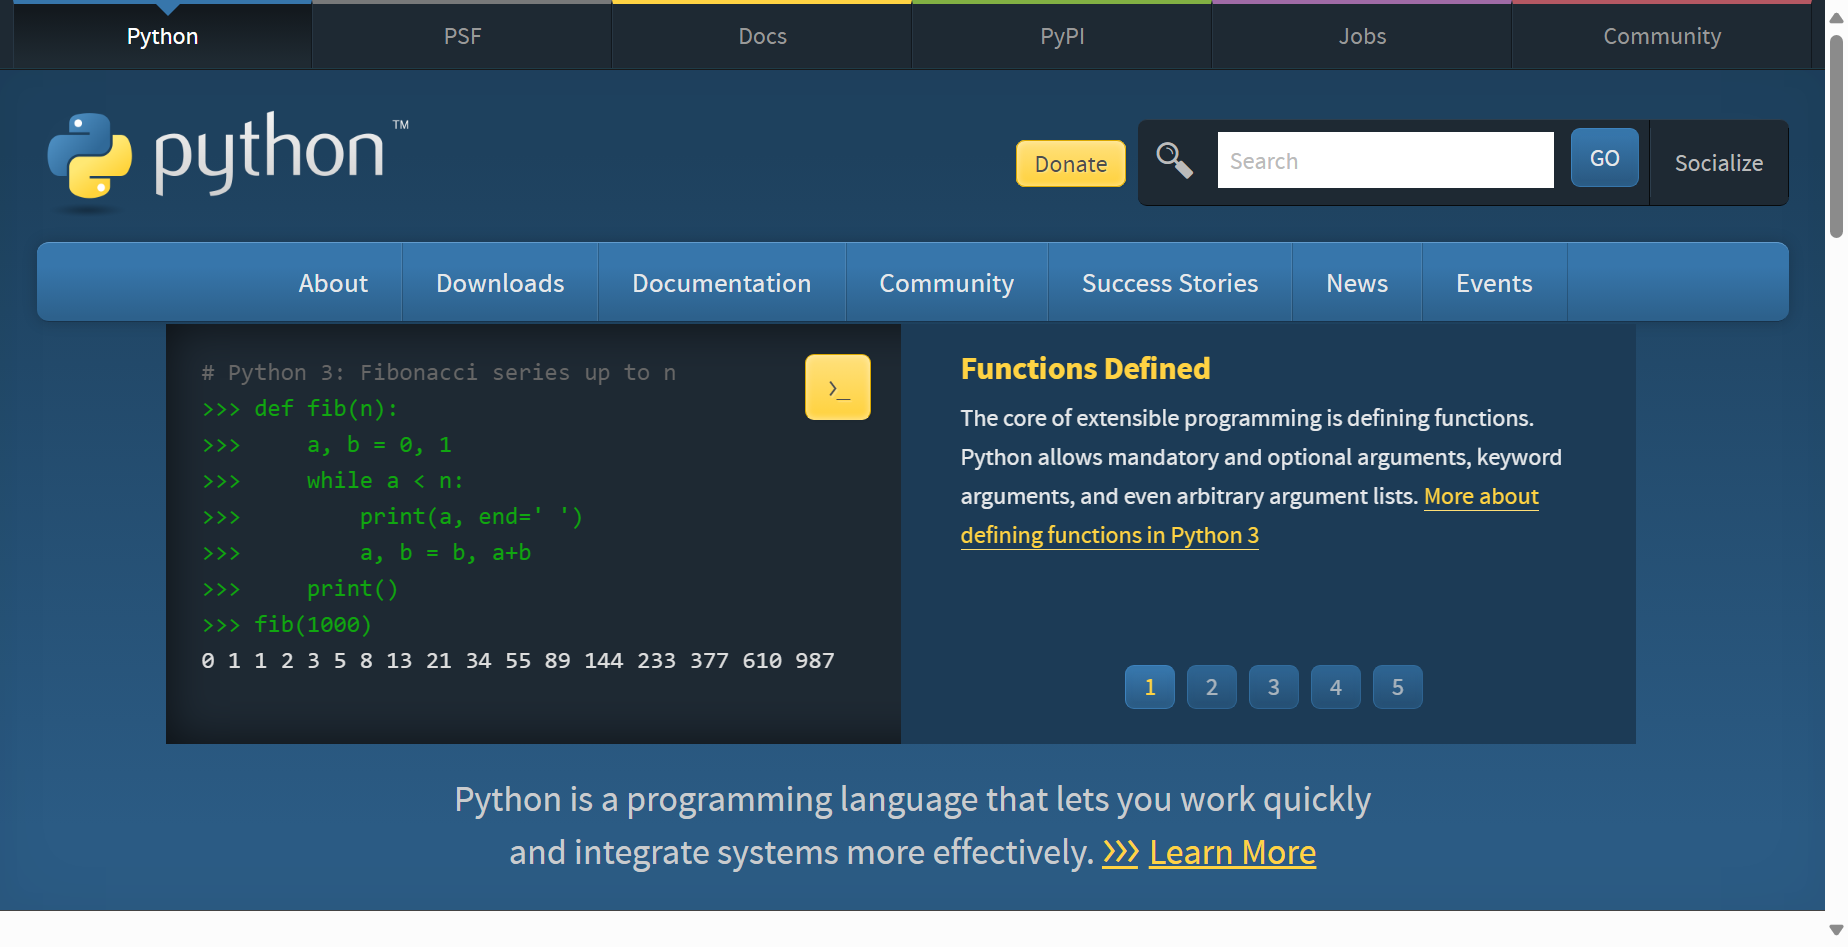 Python
PSF
Docs
PyPI
Jobs
Community
python™
Donate
Search
GO
Socialize
About
Downloads
Documentation
Community
Success Stories
News
Events
# Python 3: Fibonacci series up to n
>>> def fib(n):
>>>     a, b = 0, 1
>>>     while a < n:
>>>         print(a, end=' ')
>>>         a, b = b, a+b
>>>     print()
>>> fib(1000)
0 1 1 2 3 5 8 13 21 34 55 89 144 233 377 610 987
>_
Functions Defined
The core of extensible programming is defining functions.
Python allows mandatory and optional arguments, keyword
arguments, and even arbitrary argument lists. More about
defining functions in Python 3
1
2
3
4
5
Python is a programming language that lets you work quickly
and integrate systems more effectively. >>> Learn More